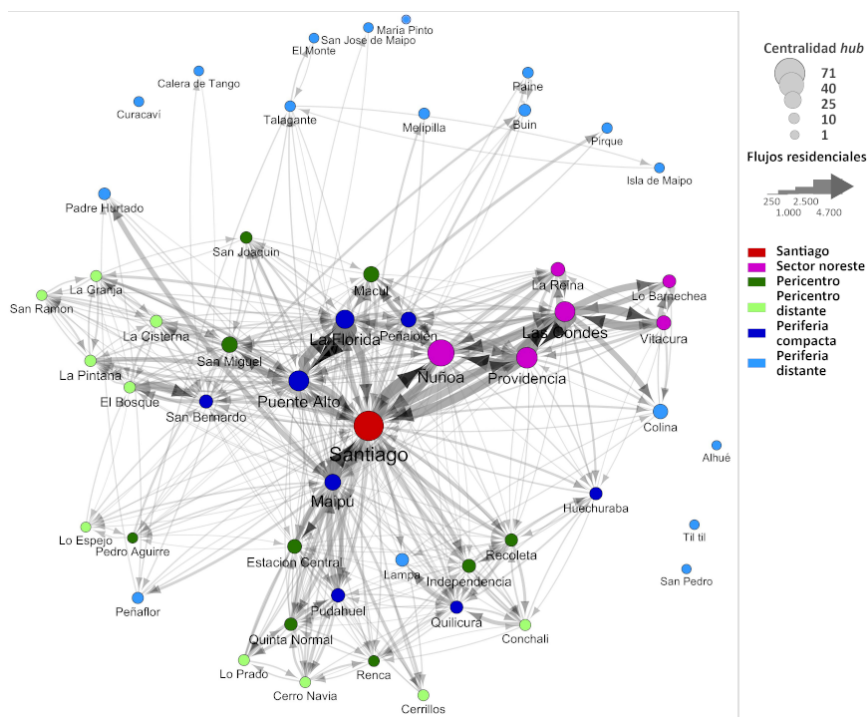 Maria Pinto
San Jose de Maipo
El Monte
Calera de Tango
Curacaví
Talagante
Melipilla
Paine
Buin
Pirque
Isla de Maipo
Padre Hurtado
San Joaquin
La Granja
San Ramon
La Cisterna
Macul
La Reina
Lo Barnechea
La Florida
Peñalolen
Las Condes
Vitacura
San Miguel
La Pintana
El Bosque
San Bernardo
Puente Alto
Ñuñoa
Providencia
Santiago
Colina
Alhué
Maipú
Huechuraba
Lo Espejo
Pedro Aguirre
Estación Central
Recoleta
Til til
Lampa
Independencia
San Pedro
Peñaflor
Pudahuel
Quilicura
Conchali
Quinta Normal
Lo Prado
Renca
Cerro Navia
Cerrillos
Centralidad hub
71
40
25
10
1
Flujos residenciales
250
1.000
2.500
4.700
Santiago
Sector noreste
Pericentro
Pericentro
distante
Periferia
compacta
Periferia
distante